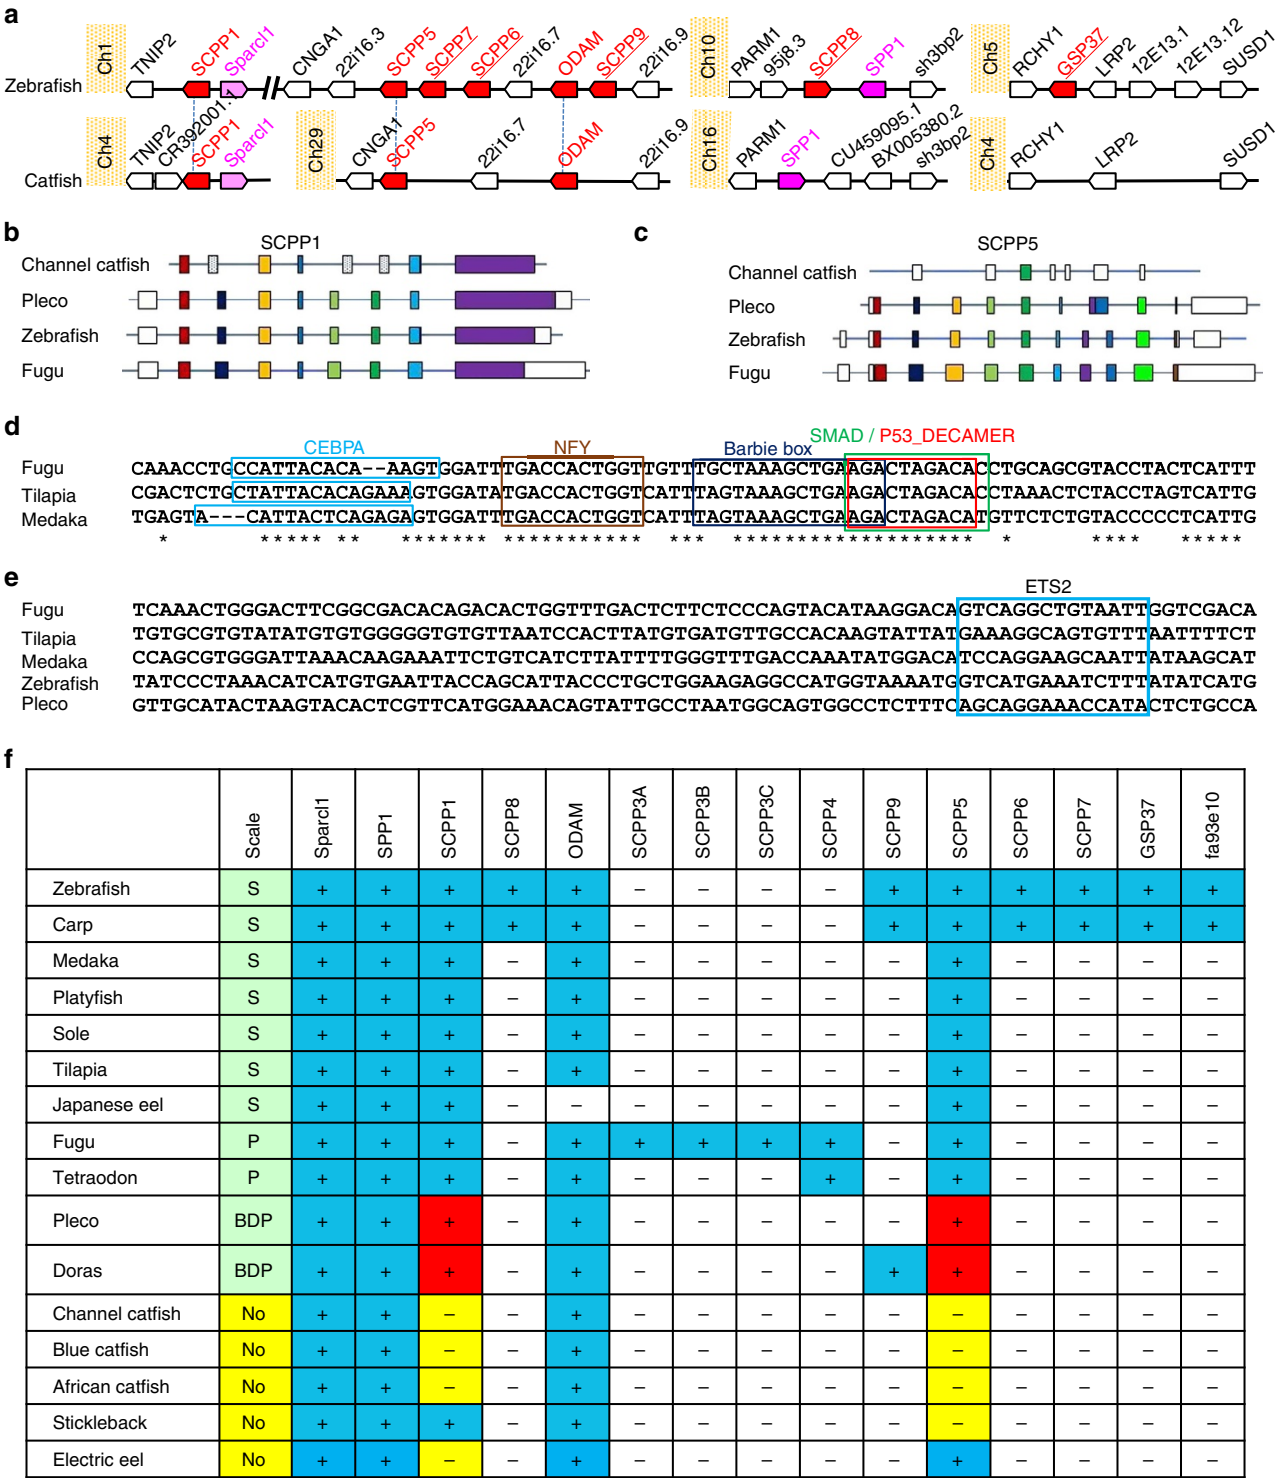 a
Ch1 TNIP2 SCPP1 Sparcl1 CNGA1 22i16.3 SCPP5 SCPP7 SCPP6 22i16.7 ODAM SCPP9 22i16.9 Ch10 PARM1 95j8.3 SCPP8 SPP1 sh3bp2 Ch5 RCHY1 GSP37 LRP2 12E13.1 12E13.12 SUSD1
Zebrafish
Ch4 TNIP2 CR392001.1 SCPP1 Sparcl1 Ch29 CNGA1 SCPP5 22i16.7 ODAM 22i16.9 Ch16 PARM1 SPP1 CU459095.1 BX005380.2 sh3bp2 Ch4 RCHY1 LRP2 SUSD1
Catfish
b
SCPP1
Channel catfish
Pleco
Zebrafish
Fugu
c
SCPP5
Channel catfish
Pleco
Zebrafish
Fugu
d
CEBPA NFY Barbie box SMAD / P53_DECAMER
Fugu CAAACCTGCCATTACACA--AAGTGGATTTGACCACTGGTTGTTTGCTAAAGCTGAAGACTAGACACCTGCAGCGTACCTACTCATTT
Tilapia CGACTCTGCTATTACACAGAAAGTGGATATGACCACTGGTCATTTAGTAAAGCTGAAGACTAGACACCTAAACTCTACCTAGTCATTG
Medaka TGAGTA---CATTACTCAGAGAGTGGATTTGACCACTGGTCATTTAGTAAAGCTGAAGACTAGACATGTTCTCTGTACCCCCTCATTG
* ***** ** ****** ********* *** ****************** * **** *****
e
ETS2
Fugu TCAAACTGGGACTTCGGCGACACAGACACTGGTTTGACTCTTCTCCCAGTACATAAGGACAGTCAGGCTGTAATTGGTCGACA
Tilapia TGTGCGTGTATATGTGTGGGGGTGTGTTAATCCACTTATGTGATGTTGCCACAAGTATTATGAAAGGCAGTGTTTAATTTTCT
Medaka CCAGCGTGGGATTAAACAAGAAATTCTGTCATCTTATTTTGGGTTTGACCAAATATGGACATCCAGGAAGCAATTATAAGCAT
Zebrafish TATCCCTAAACATCATGTGAATTACCAGCATTACCCTGCTGGAAGAGGCCATGGTAAAATGGTCATGAAATCTTTATATCATG
Pleco GTTGCATACTAAGTACACTCGTTCATGGAAACAGTATTGCCTAATGGCAGTGGCCTCTTTCAGCAGGAAACCATACTCTGCCA
f
Scale Sparcl1 SPP1 SCPP1 SCPP8 ODAM SCPP3A SCPP3B SCPP3C SCPP4 SCPP9 SCPP5 SCPP6 SCPP7 GSP37 fa93e10
Zebrafish S + + + + + − − − − + + + + + +
Carp S + + + + + − − − − + + + + + +
Medaka S + + + − + − − − − − + − − − −
Platyfish S + + + − + − − − − − + − − − −
Sole S + + + − + − − − − − + − − − −
Tilapia S + + + − + − − − − − + − − − −
Japanese eel S + + + − − − − − − − + − − − −
Fugu P + + + − + + + + + − + − − − −
Tetraodon P + + + − + − − − + − + − − − −
Pleco BDP + + + − + − − − − − + − − − −
Doras BDP + + + − + − − − − + + − − − −
Channel catfish No + + − − + − − − − − − − − − −
Blue catfish No + + − − + − − − − − − − − − −
African catfish No + + − − + − − − − − − − − − −
Stickleback No + + + − + − − − − − − − − − −
Electric eel No + + − − + − − − − − + − − − −